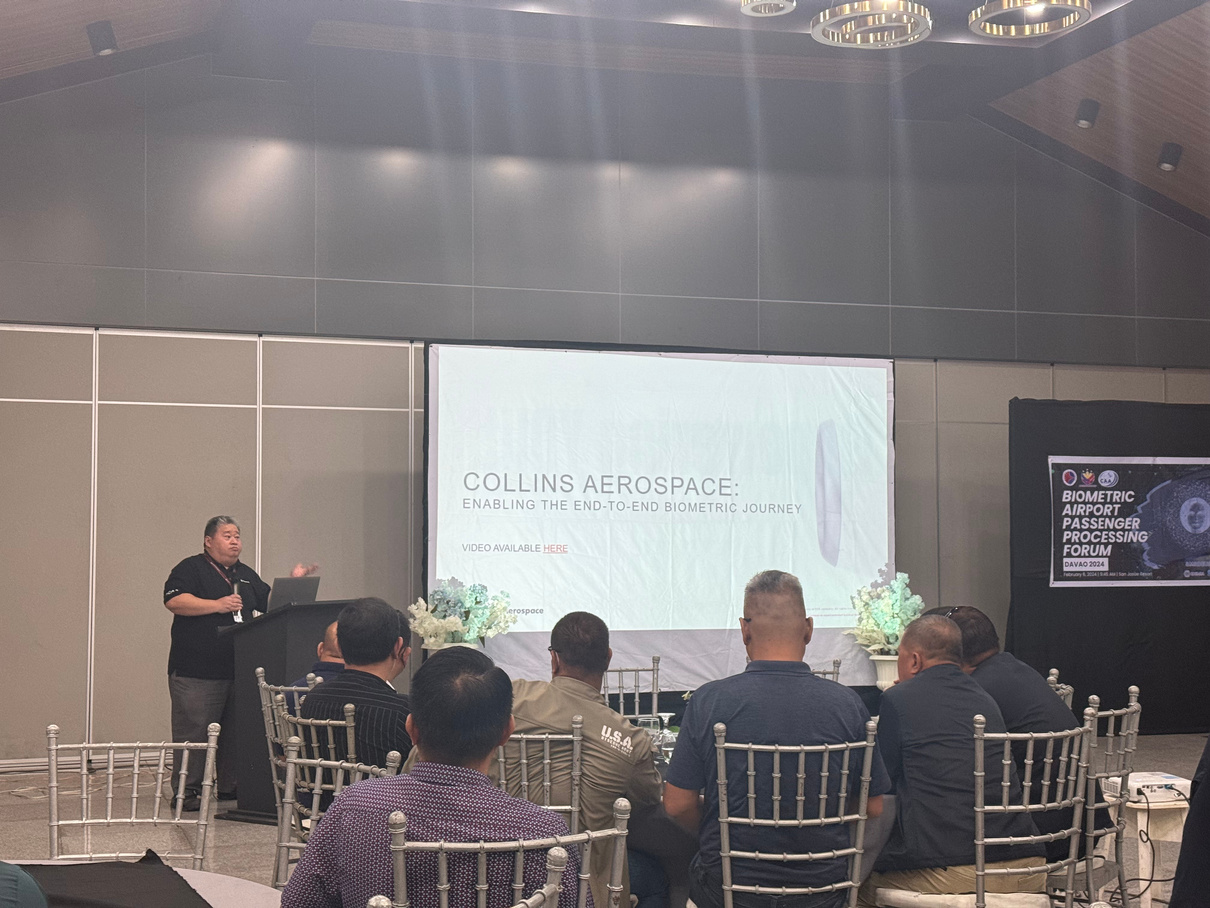 COLLINS AEROSPACE:
ENABLING THE END-TO-END BIOMETRIC JOURNEY
VIDEO AVAILABLE HERE
erospace
BIOMETRIC
AIRPORT
PASSENGER
PROCESSING
FORUM
DAVAO 2024
U.S.A